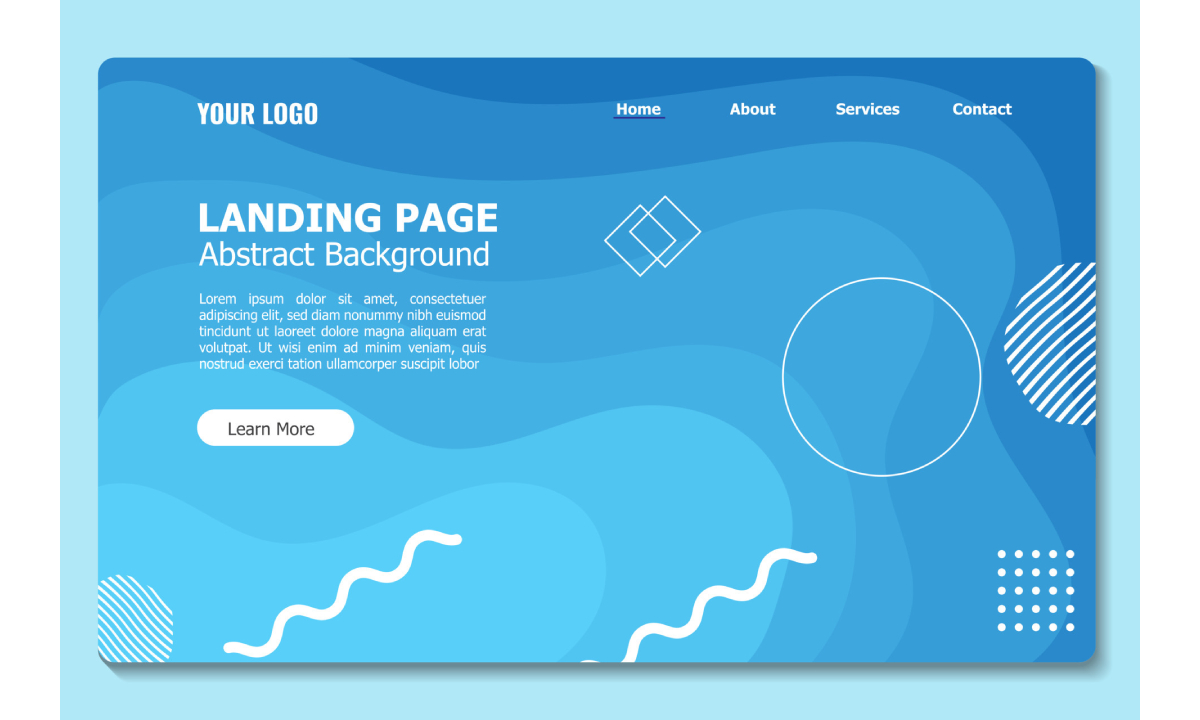 YOUR LOGO
Home About Services Contact
LANDING PAGE
Abstract Background
Lorem ipsum dolor sit amet, consectetuer
adipiscing elit, sed diam nonummy nibh euismod
tincidunt ut laoreet dolore magna aliquam erat
volutpat. Ut wisi enim ad minim veniam, quis
nostrud exerci tation ullamcorper suscipit lobor
Learn More